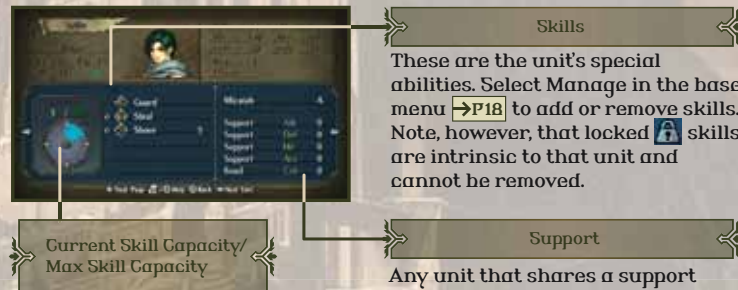 Skills
These are the unit's special
abilities. Select Manage in the base
menu →P18 to add or remove skills.
Note, however, that locked skills
are intrinsic to that unit and
cannot be removed.
Guard
Steal
Shove
Support
Support
Support
Support
Bond
Current Skill Capacity/
Max Skill Capacity
Support
Any unit that shares a support